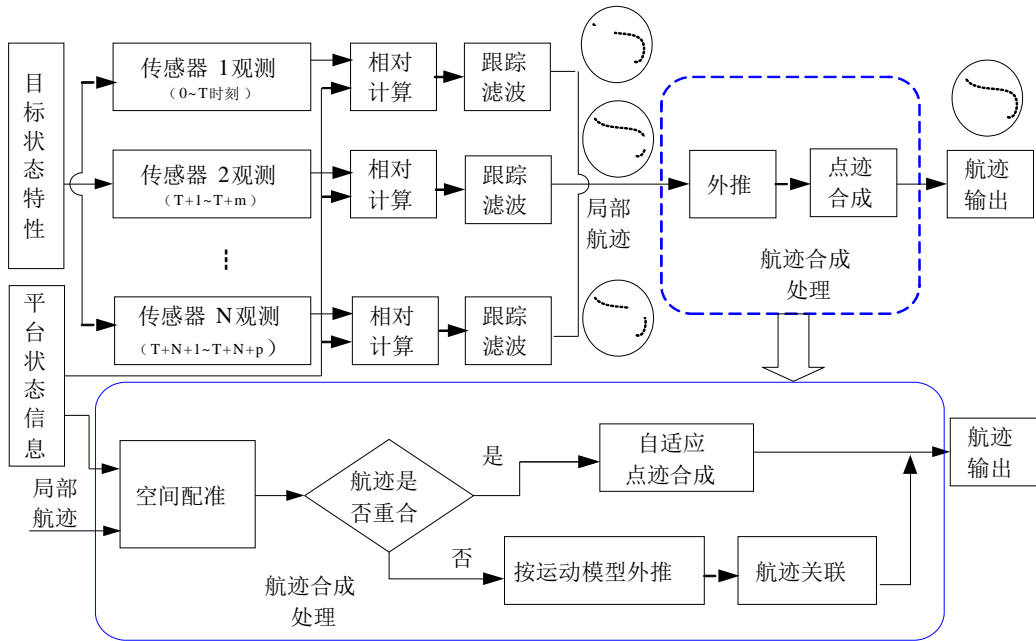 目标状态特性
传感器 1观测
（0~T时刻）
相对
计算
跟踪
滤波
传感器 2观测
（T+1~T+m）
相对
计算
跟踪
滤波
传感器 N观测
（T+N+1~T+N+p）
相对
计算
跟踪
滤波
局部
航迹
外推
点迹
合成
航迹合成
处理
航迹
输出
平台状态信息
局部
航迹
空间配准
航迹是
否重合
是
自适应
点迹合成
否
按运动模型外推
航迹关联
航迹合成
处理
航迹
输出